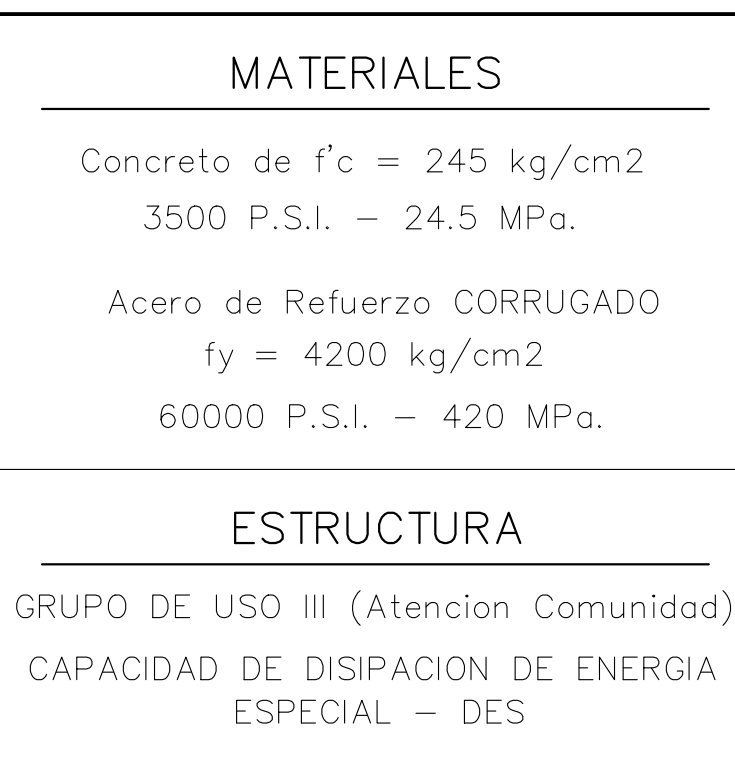 MATERIALES
Concreto de f'c = 245 kg/cm2
3500 P.S.I. - 24.5 MPa.
Acero de Refuerzo CORRUGADO
fy = 4200 kg/cm2
60000 P.S.I. - 420 MPa.
ESTRUCTURA
GRUPO DE USO III (Atencion Comunidad)
CAPACIDAD DE DISIPACION DE ENERGIA
ESPECIAL - DES